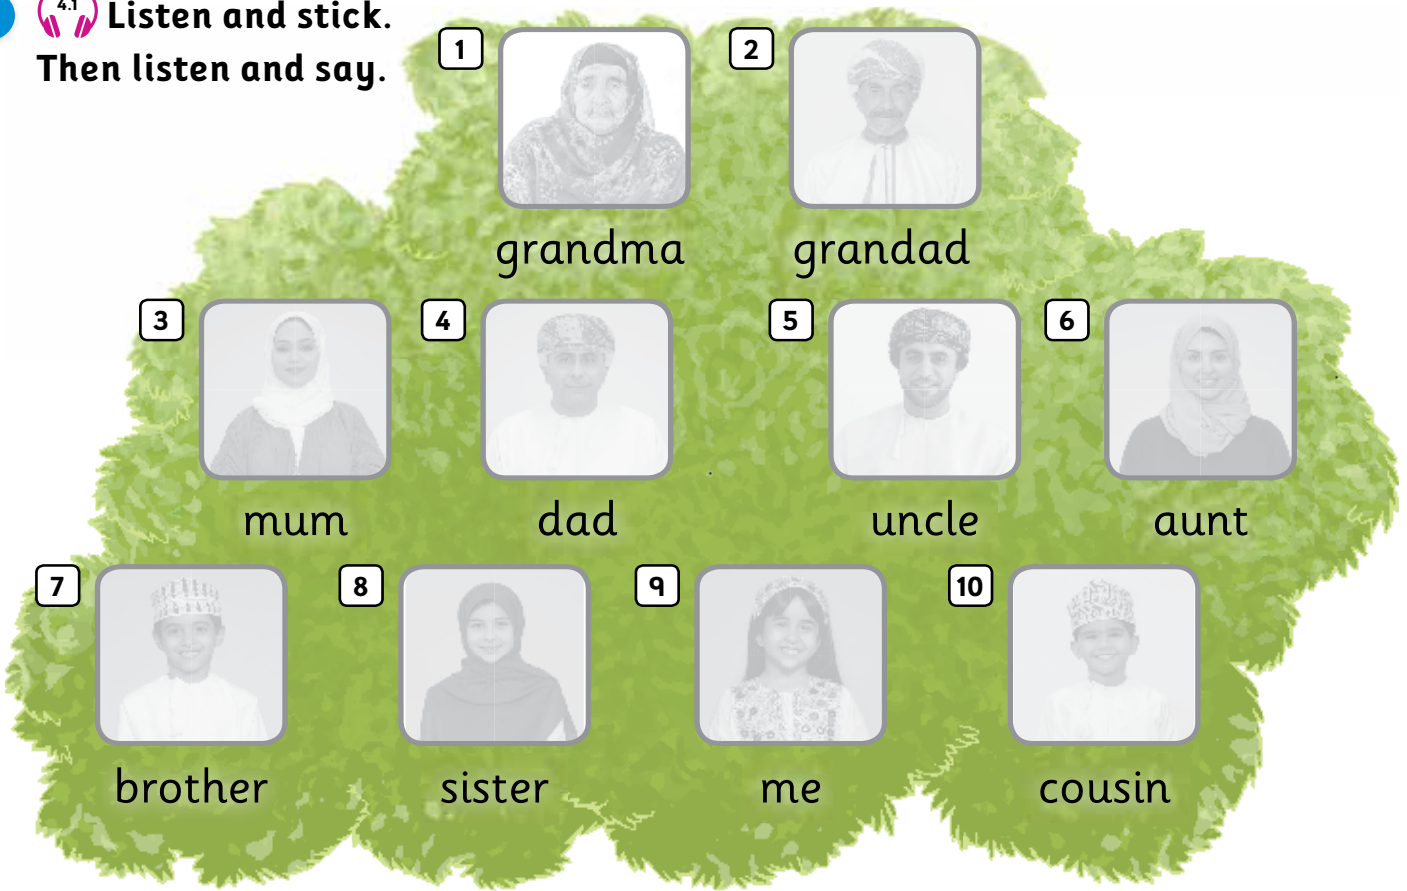 4.1 Listen and stick.
Then listen and say.
1 2
grandma grandad
3 4 5 6
mum dad uncle aunt
7 8 9 10
brother sister me cousin